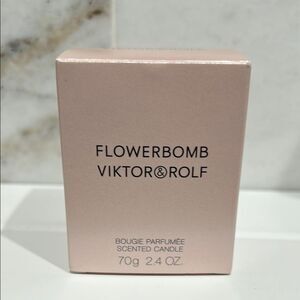 FLOWERBOMB
VIKTOR&ROLF
BOUGIE PARFUMÉE
SCENTED CANDLE
70g 2.4 OZ.